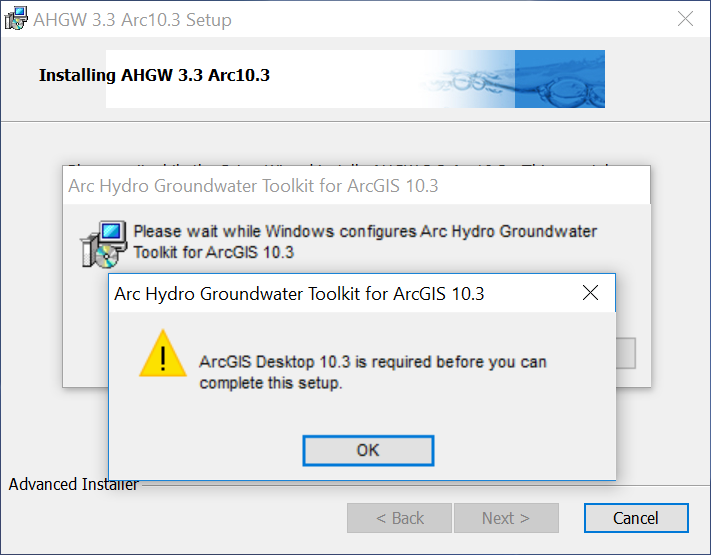 AHGW 3.3 Arc10.3 Setup
Installing AHGW 3.3 Arc10.3
Arc Hydro Groundwater Toolkit for ArcGIS 10.3
Please wait while Windows configures Arc Hydro Groundwater
Toolkit for ArcGIS 10.3
Arc Hydro Groundwater Toolkit for ArcGIS 10.3
ArcGIS Desktop 10.3 is required before you can
complete this setup.
OK
Advanced Installer
< Back
Next >
Cancel